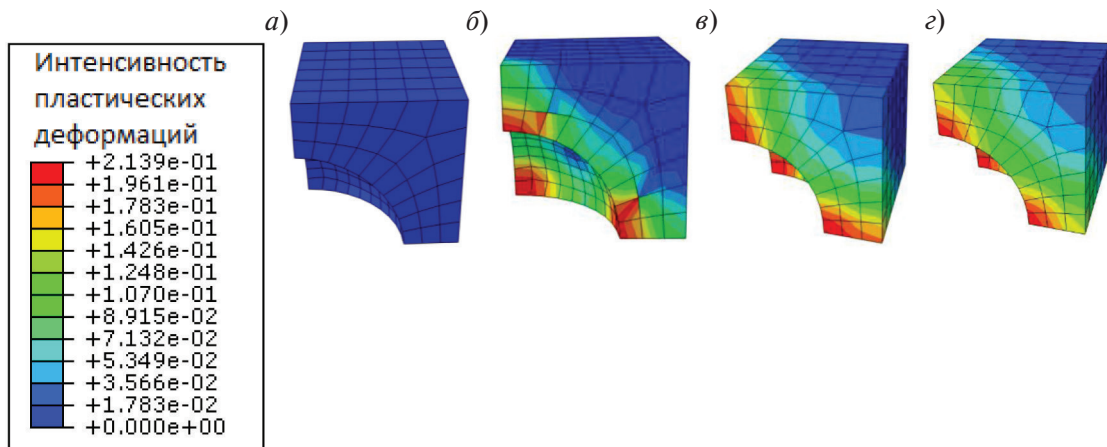 а) б) в) г)
Интенсивность
пластических
деформаций
+2.139e-01
+1.961e-01
+1.783e-01
+1.605e-01
+1.426e-01
+1.248e-01
+1.070e-01
+8.915e-02
+7.132e-02
+5.349e-02
+3.566e-02
+1.783e-02
+0.000e+00